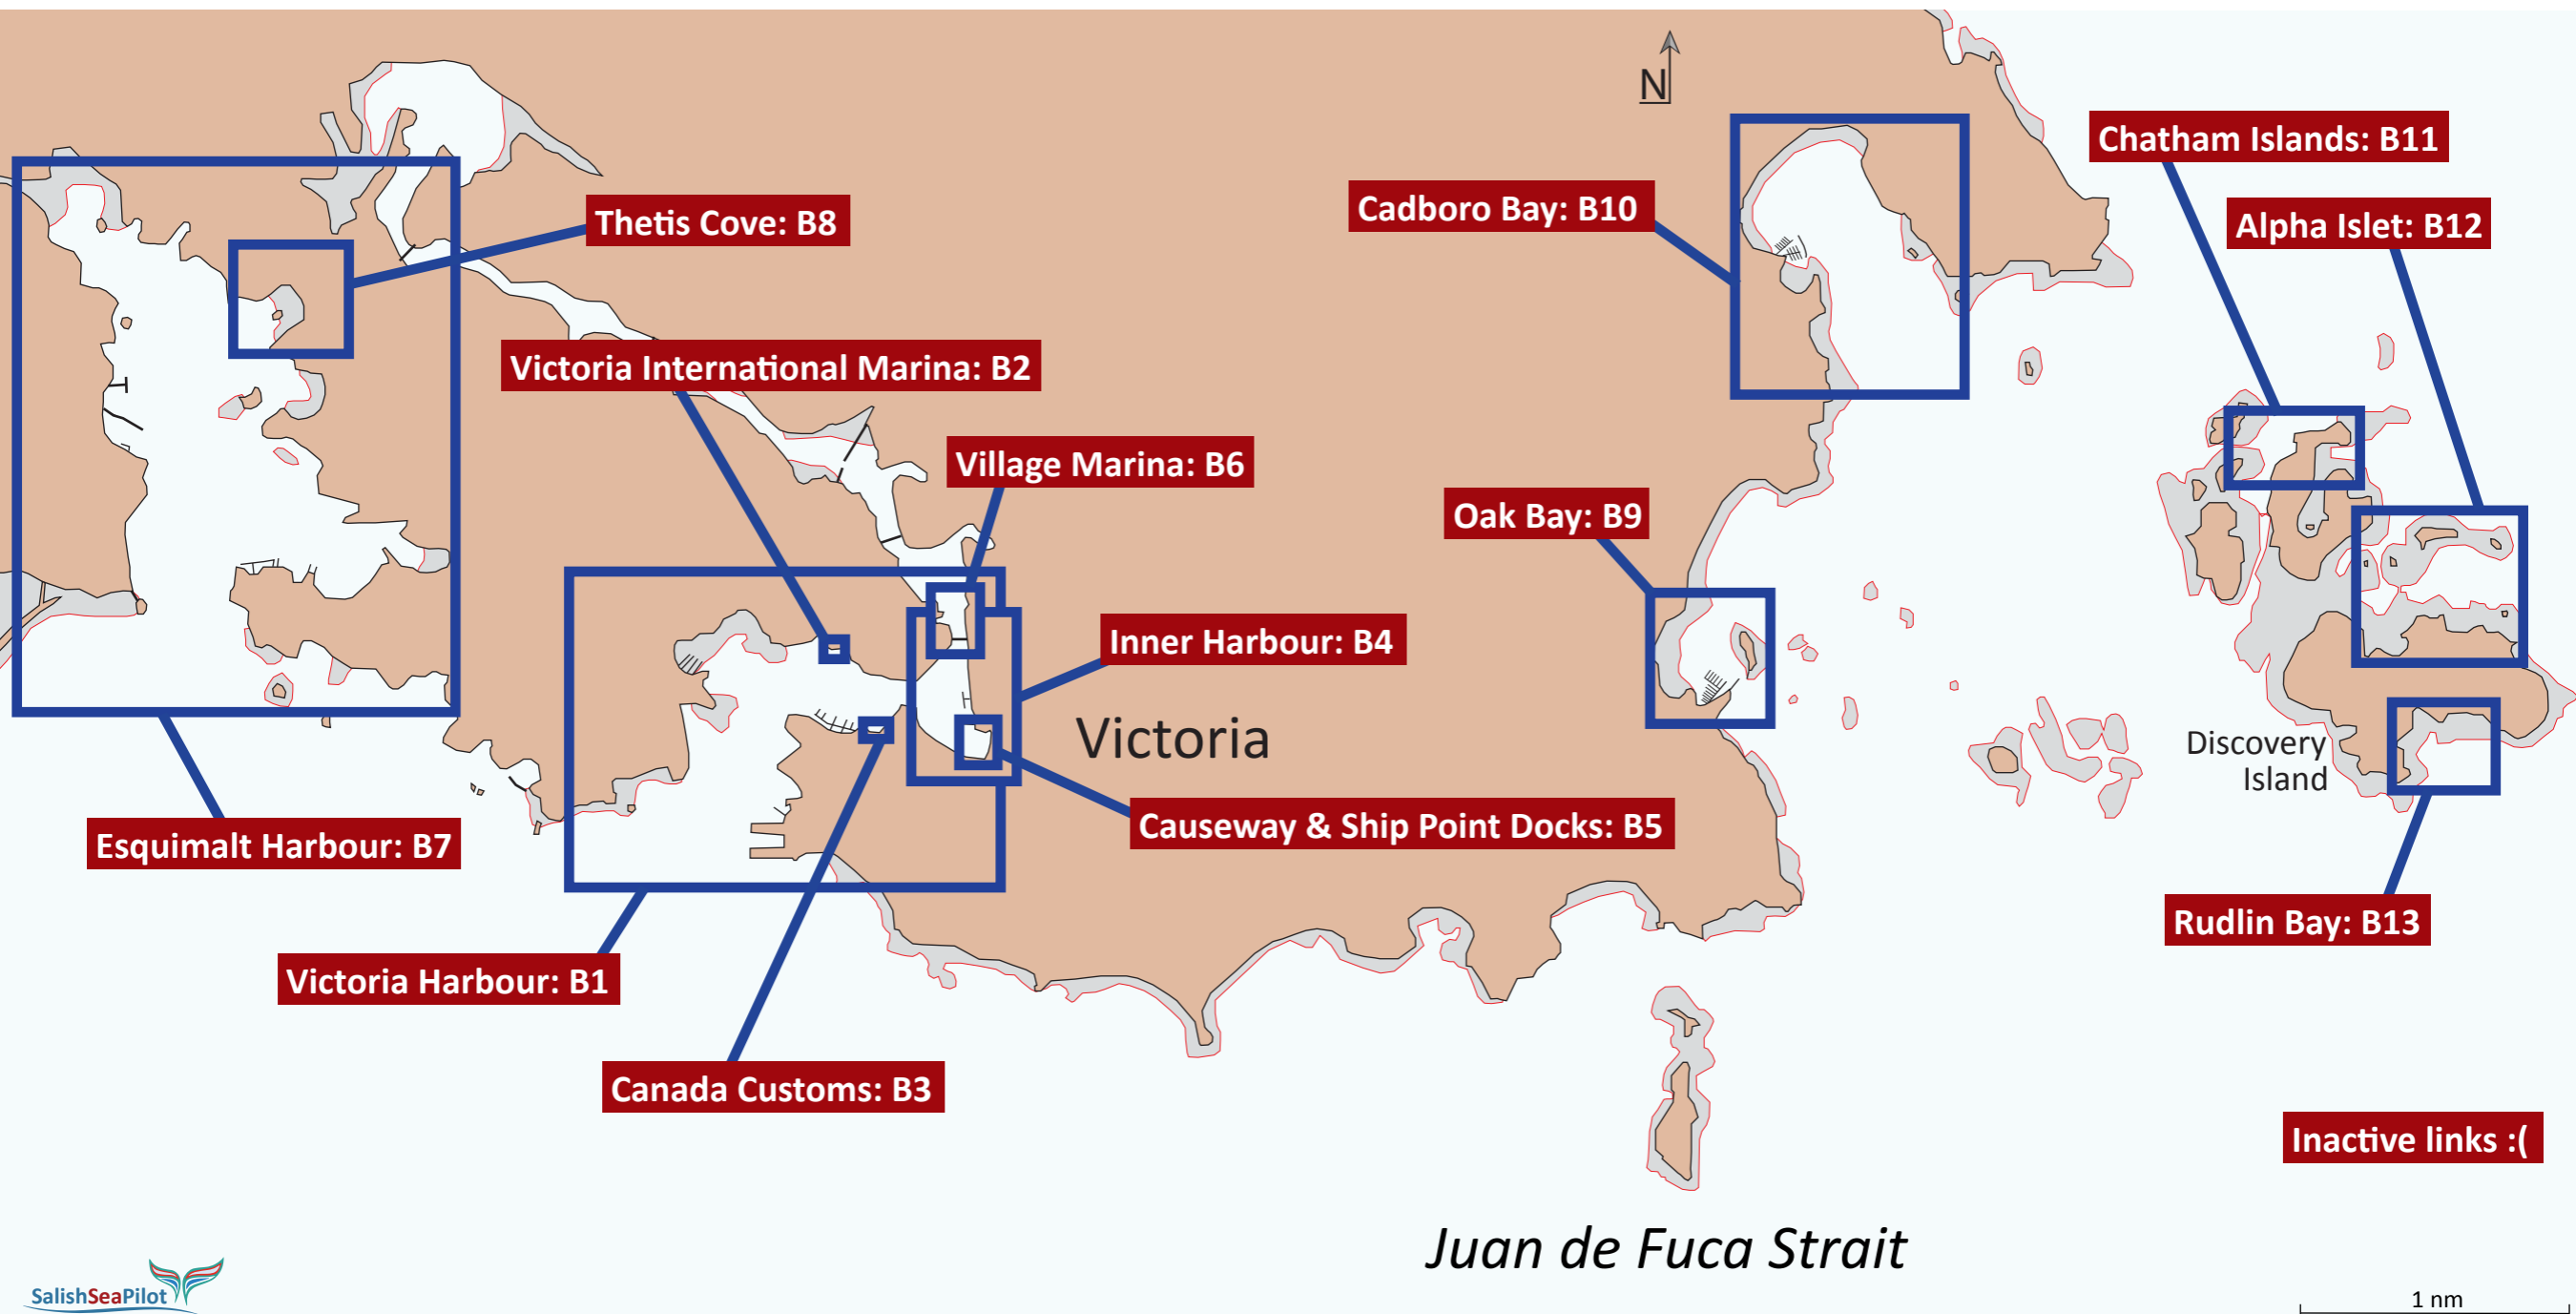 N
Chatham Islands: B11
Thetis Cove: B8
Cadboro Bay: B10
Alpha Islet: B12
Victoria International Marina: B2
Village Marina: B6
Oak Bay: B9
Inner Harbour: B4
Victoria
Discovery
Island
Esquimalt Harbour: B7
Causeway & Ship Point Docks: B5
Rudlin Bay: B13
Victoria Harbour: B1
Canada Customs: B3
Inactive links :(
Juan de Fuca Strait
SalishSeaPilot
1 nm